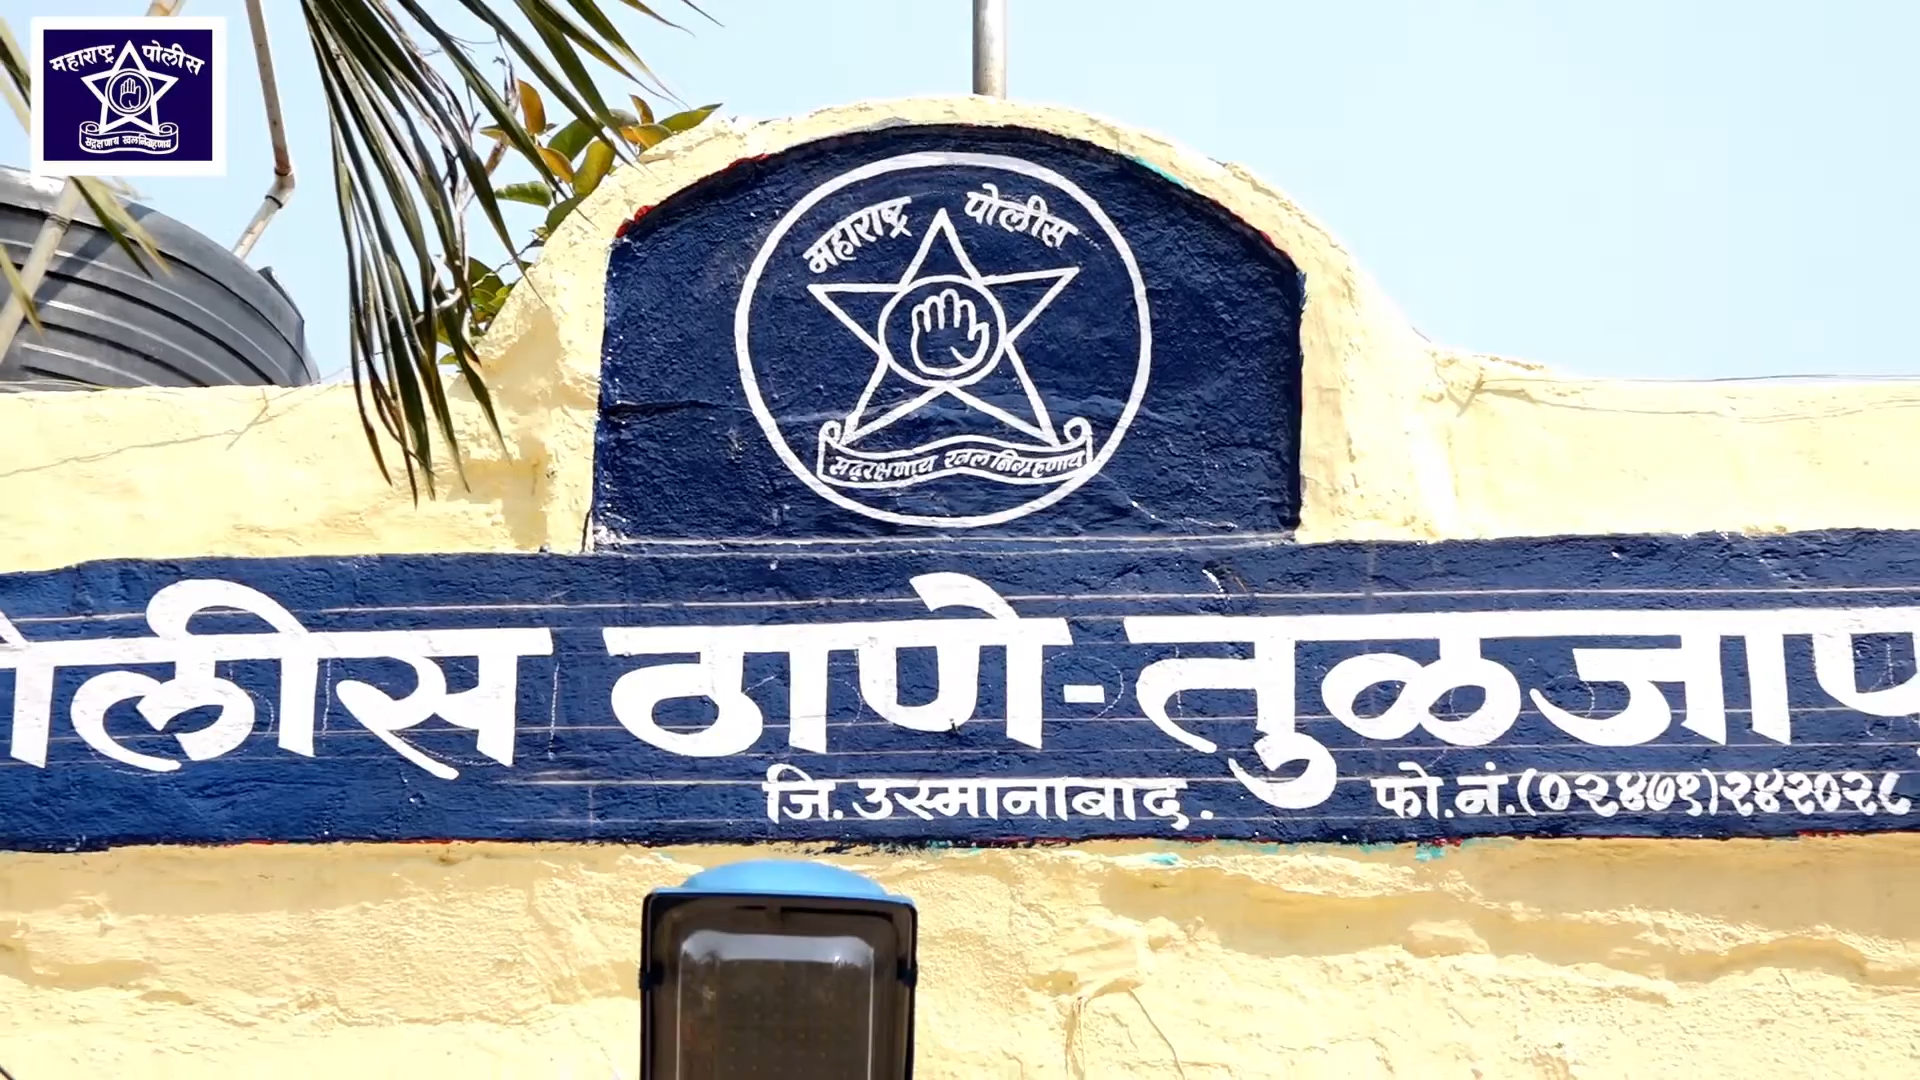 महाराष्ट्र पोलीस
सद्रक्षणाय खलनिग्रहणाय
महाराष्ट्र पोलीस
सद्रक्षणाय खलनिग्रहणाय
ठाणे-तुळजाप
जि.उस्मानाबाद. फो.नं.(०२४७१)२४२०२८